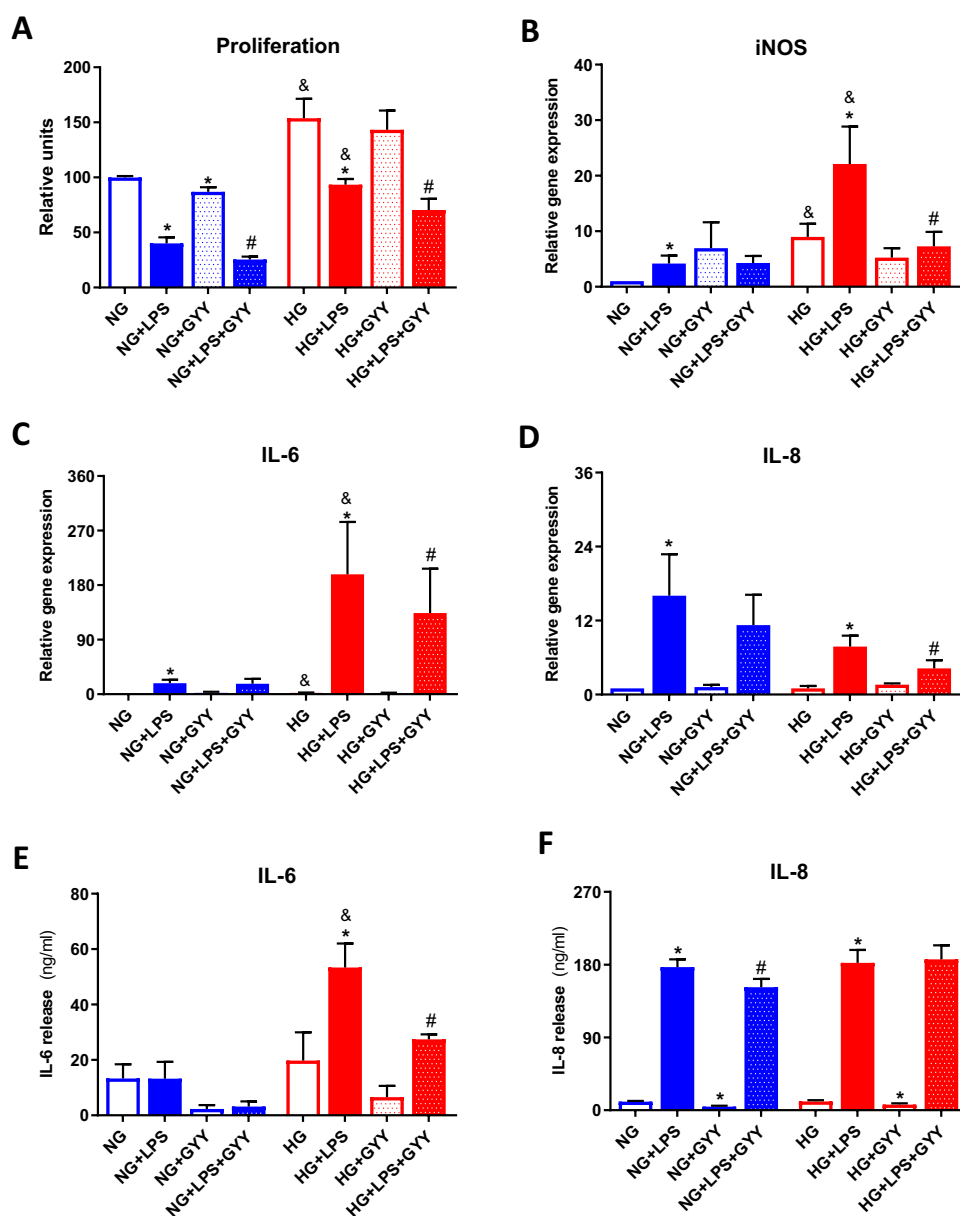 A
Proliferation
Relative units
200
150
100
50
0
*
*
#
&
&
*
#
NG
NG+LPS
NG+GYY
NG+LPS+GYY
HG
HG+LPS
HG+GYY
HG+LPS+GYY
B
iNOS
Relative gene expression
40
30
20
10
0
*
&
&
*
#
NG
NG+LPS
NG+GYY
NG+LPS+GYY
HG
HG+LPS
HG+GYY
HG+LPS+GYY
C
IL-6
Relative gene expression
360
270
180
90
0
*
&
&
*
#
NG
NG+LPS
NG+GYY
NG+LPS+GYY
HG
HG+LPS
HG+GYY
HG+LPS+GYY
D
IL-8
Relative gene expression
36
24
12
0
*
*
#
NG
NG+LPS
NG+GYY
NG+LPS+GYY
HG
HG+LPS
HG+GYY
HG+LPS+GYY
E
IL-6
IL-6 release (ng/ml)
80
60
40
20
0
&
*
#
NG
NG+LPS
NG+GYY
NG+LPS+GYY
HG
HG+LPS
HG+GYY
HG+LPS+GYY
F
IL-8
IL-8 release (ng/ml)
270
180
90
0
*
*
#
*
*
NG
NG+LPS
NG+GYY
NG+LPS+GYY
HG
HG+LPS
HG+GYY
HG+LPS+GYY